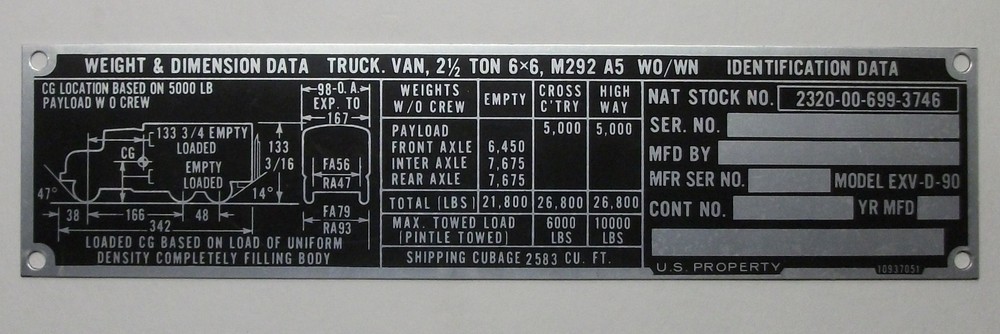 WEIGHT & DIMENSION DATA TRUCK. VAN, 2½ TON 6×6, M292 A5 WO/WN IDENTIFICATION DATA
CG LOCATION BASED ON 5000 LB
PAYLOAD W O CREW
133 3/4 EMPTY
LOADED
CG
EMPTY
LOADED
133
3/16
47°
14°
38
166
48
342
LOADED CG BASED ON LOAD OF UNIFORM
DENSITY COMPLETELY FILLING BODY
98-O.A.
EXP. TO
167
FA56
RA47
FA79
RA93
WEIGHTS W/O CREW EMPTY CROSS C'TRY HIGH WAY
PAYLOAD 5,000 5,000
FRONT AXLE 6,450
INTER AXLE 7,675
REAR AXLE 7,675
TOTAL (LBS) 21,800 26,800 26,800
MAX. TOWED LOAD (PINTLE TOWED) 6000 LBS 10000 LBS
SHIPPING CUBAGE 2583 CU. FT.
NAT STOCK NO. 2320-00-699-3746
SER. NO.
MFD BY
MFR SER NO. MODEL EXV-D-90
CONT NO. YR MFD
U.S. PROPERTY 10937051